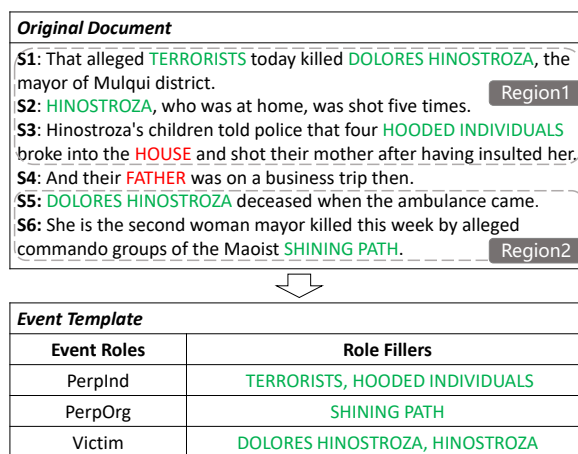 Original Document
S1: That alleged TERRORISTS today killed DOLORES HINOSTROZA, the
mayor of Mulqui district.
Region1
S2: HINOSTROZA, who was at home, was shot five times.
S3: Hinostroza's children told police that four HOODED INDIVIDUALS
broke into the HOUSE and shot their mother after having insulted her.
S4: And their FATHER was on a business trip then.
S5: DOLORES HINOSTROZA deceased when the ambulance came.
S6: She is the second woman mayor killed this week by alleged
commando groups of the Maoist SHINING PATH.
Region2
Event Template
Event Roles Role Fillers
PerpInd TERRORISTS, HOODED INDIVIDUALS
PerpOrg SHINING PATH
Victim DOLORES HINOSTROZA, HINOSTROZA